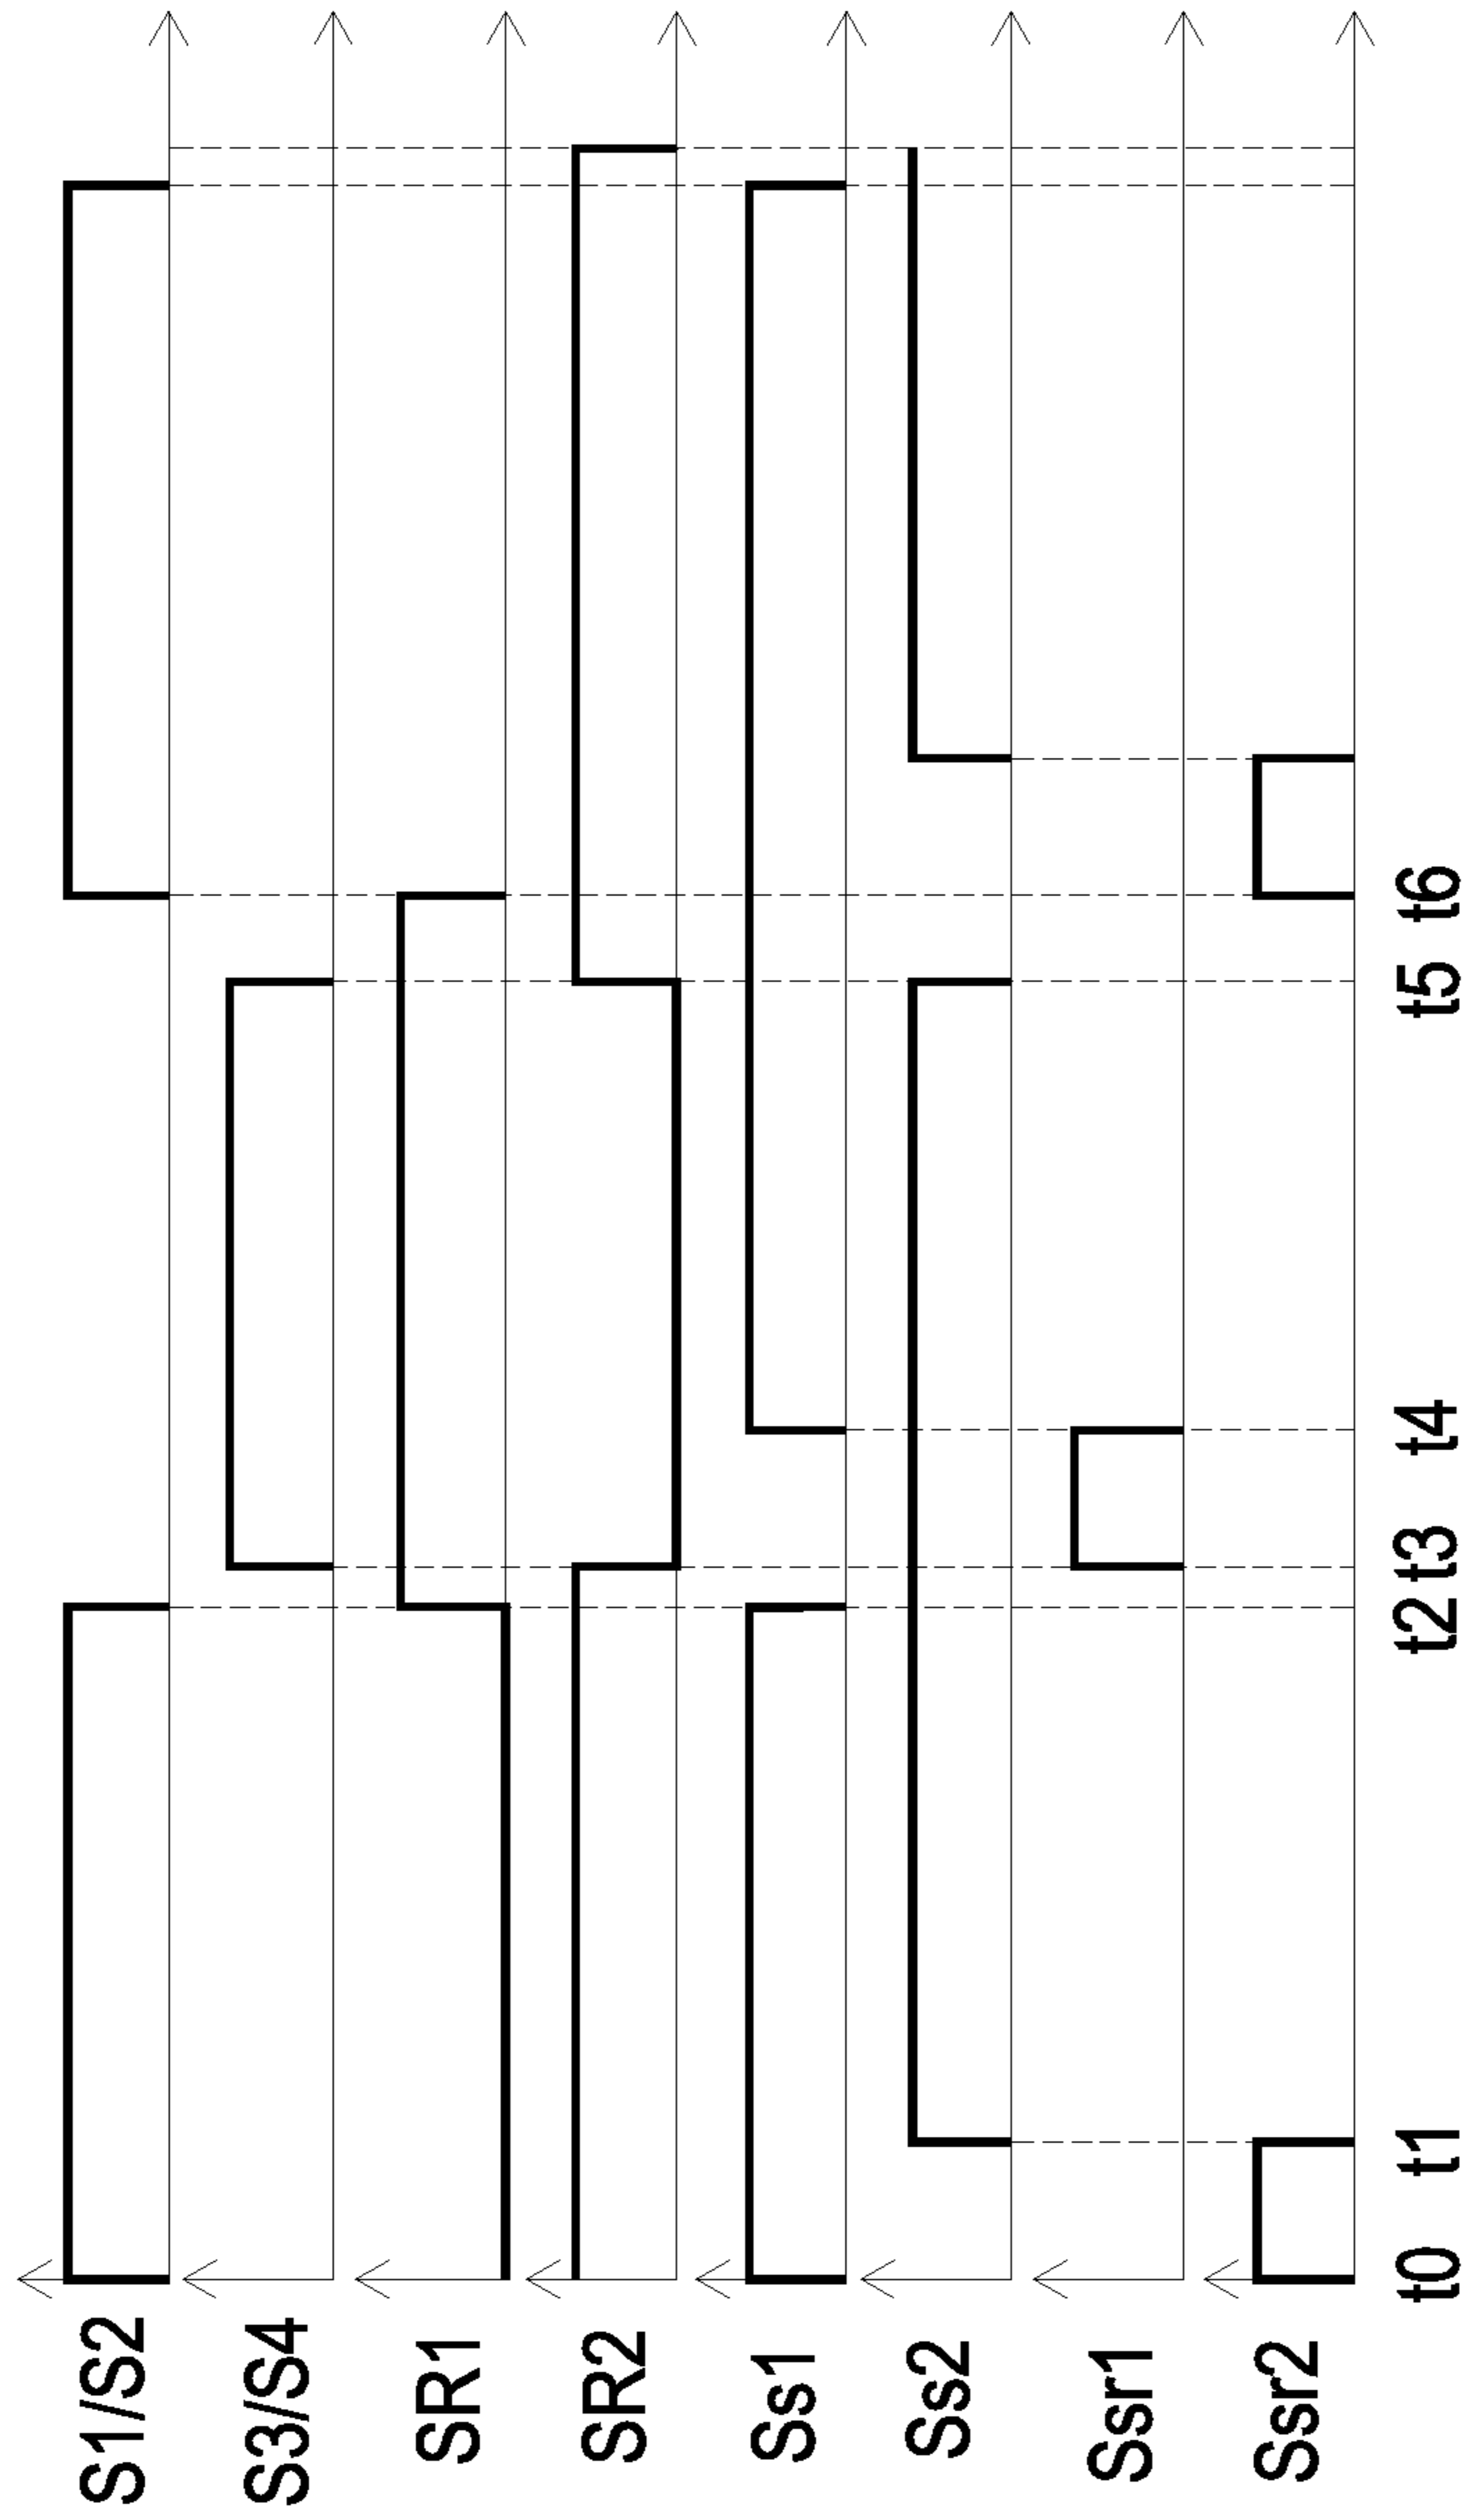 S1/S2
S3/S4
SR1
SR2
Ss1
Ss2
Ssr1
Ssr2
t0 t1 t2 t3 t4 t5 t6